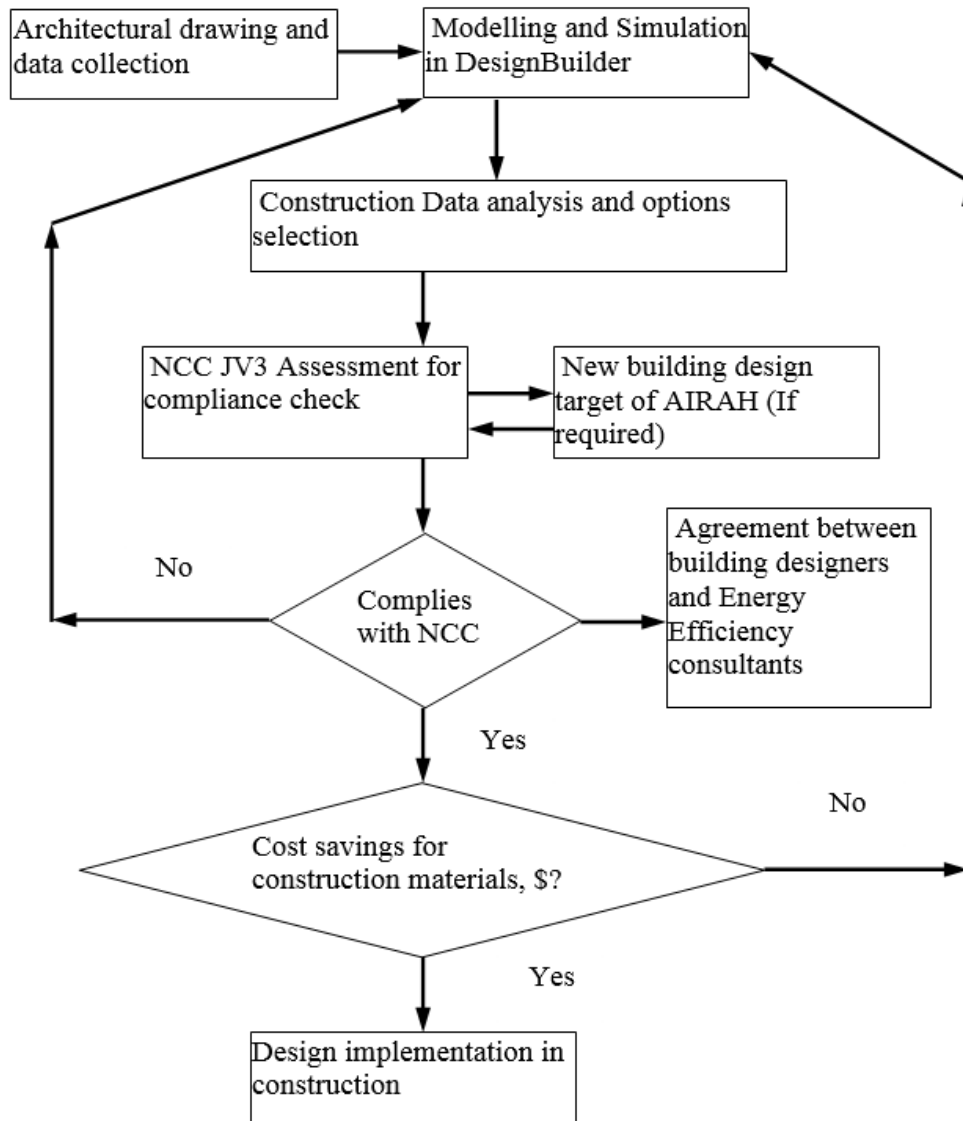 Architectural drawing and
data collection
Modelling and Simulation
in DesignBuilder
Construction Data analysis and options
selection
NCC JV3 Assessment for
compliance check
New building design
target of AIRAH (If
required)
No
Complies
with NCC
Agreement between
building designers
and Energy
Efficiency
consultants
Yes
No
Cost savings for
construction materials, $?
Yes
Design implementation in
construction